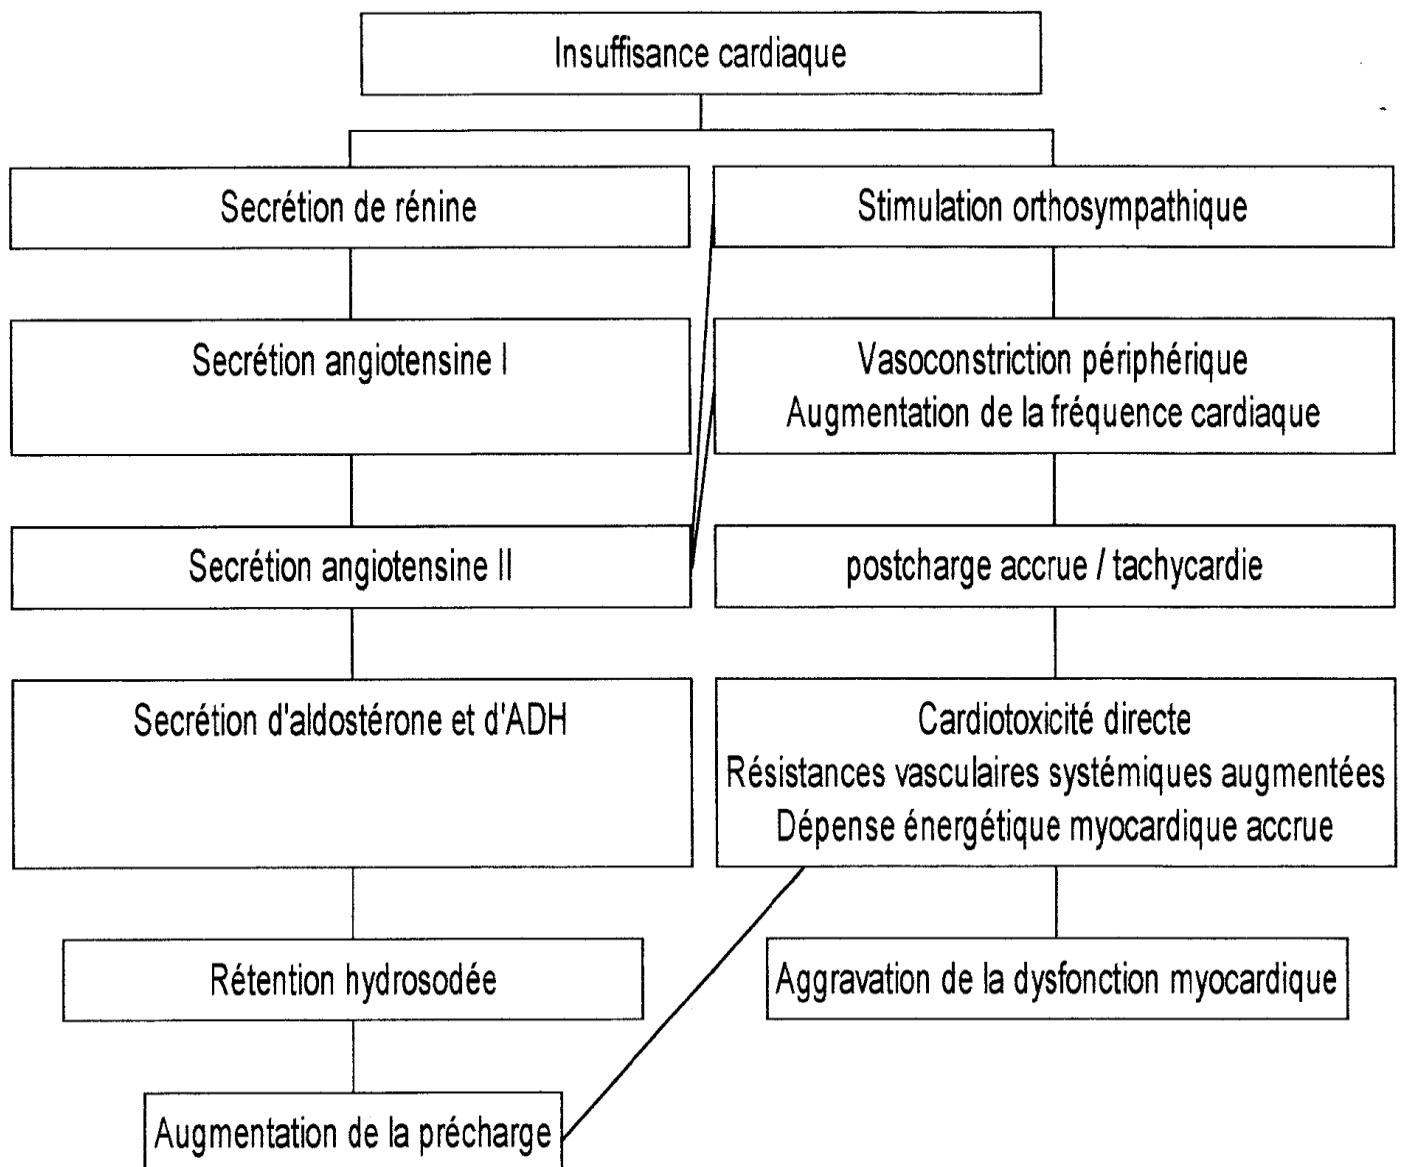 Insuffisance cardiaque
Secrétion de rénine
Stimulation orthosympathique
Secrétion angiotensine I
Vasoconstriction périphérique
Augmentation de la fréquence cardiaque
Secrétion angiotensine II
postcharge accrue / tachycardie
Secrétion d'aldostérone et d'ADH
Cardiotoxicité directe
Résistances vasculaires systémiques augmentées
Dépense énergétique myocardique accrue
Rétention hydrosodée
Aggravation de la dysfonction myocardique
Augmentation de la précharge